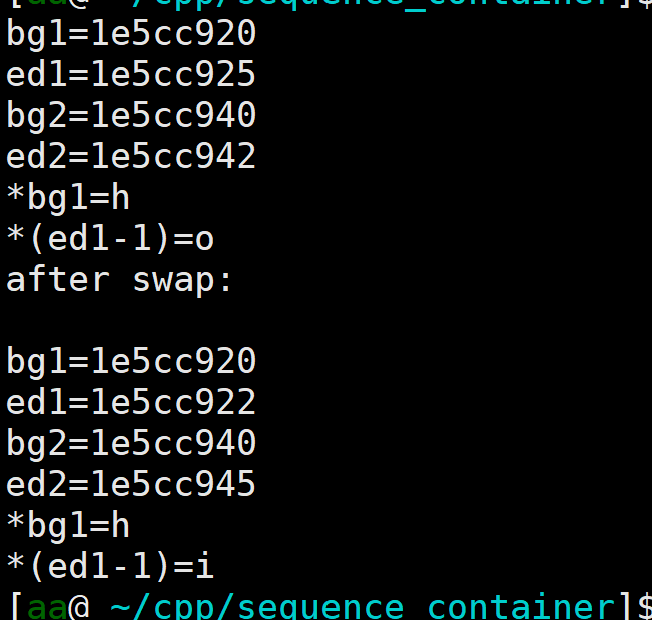 [aa@ ~/cpp/sequence_container]$
bg1=1e5cc920
ed1=1e5cc925
bg2=1e5cc940
ed2=1e5cc942
*bg1=h
*(ed1-1)=o
after swap:
bg1=1e5cc920
ed1=1e5cc922
bg2=1e5cc940
ed2=1e5cc945
*bg1=h
*(ed1-1)=i
[aa@ ~/cpp/sequence_container]$